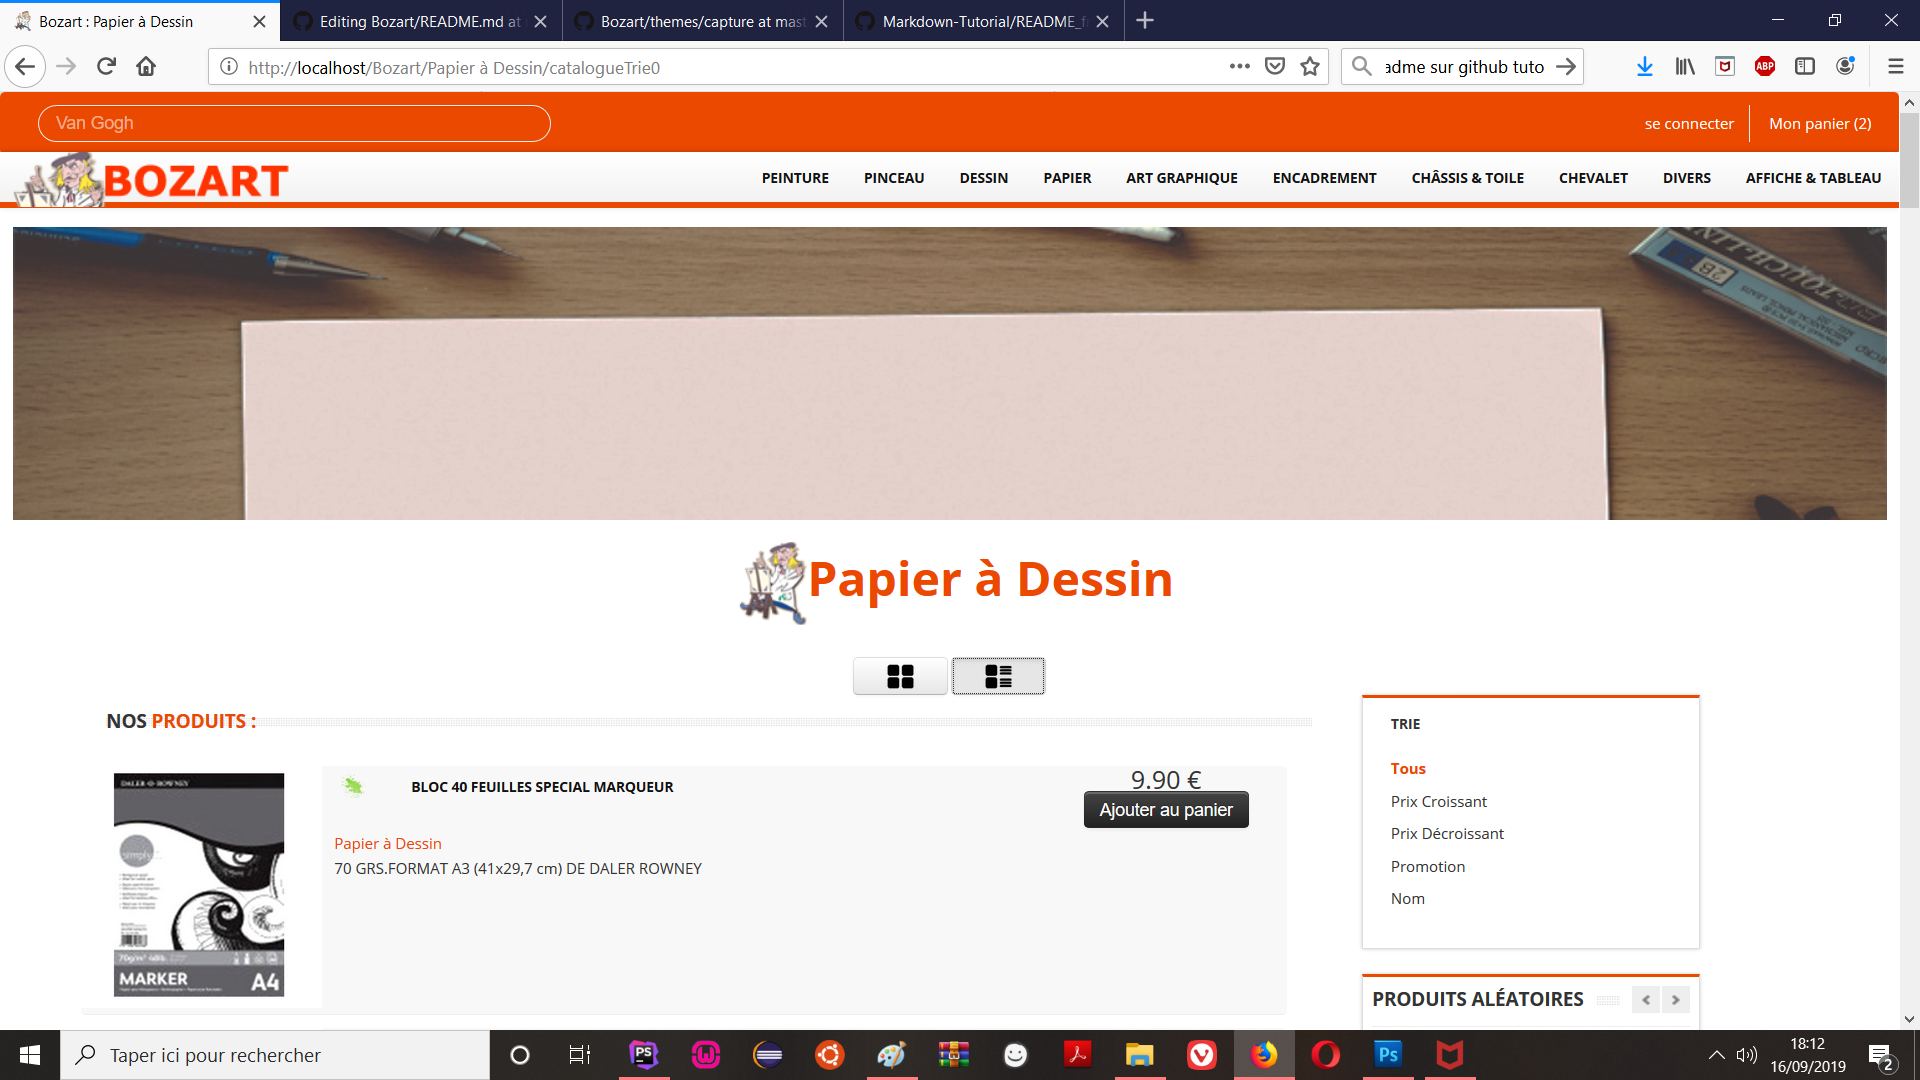 Bozart : Papier à Dessin
Editing Bozart/README.md at
Bozart/themes/capture at mast
Markdown-Tutorial/README_f
http://localhost/Bozart/Papier à Dessin/catalogueTrie0
adme sur github tuto
ABP
Van Gogh
se connecter
Mon panier (2)
BOZART
PEINTURE
PINCEAU
DESSIN
PAPIER
ART GRAPHIQUE
ENCADREMENT
CHÂSSIS & TOILE
CHEVALET
DIVERS
AFFICHE & TABLEAU
Papier à Dessin
NOS PRODUITS :
DALER ROWNEY
simply
MARKER A4
BLOC 40 FEUILLES SPECIAL MARQUEUR
9.90 €
Ajouter au panier
Papier à Dessin
70 GRS.FORMAT A3 (41x29,7 cm) DE DALER ROWNEY
TRIE
Tous
Prix Croissant
Prix Décroissant
Promotion
Nom
PRODUITS ALÉATOIRES
Taper ici pour rechercher
PS
Ps
18:12
16/09/2019
2